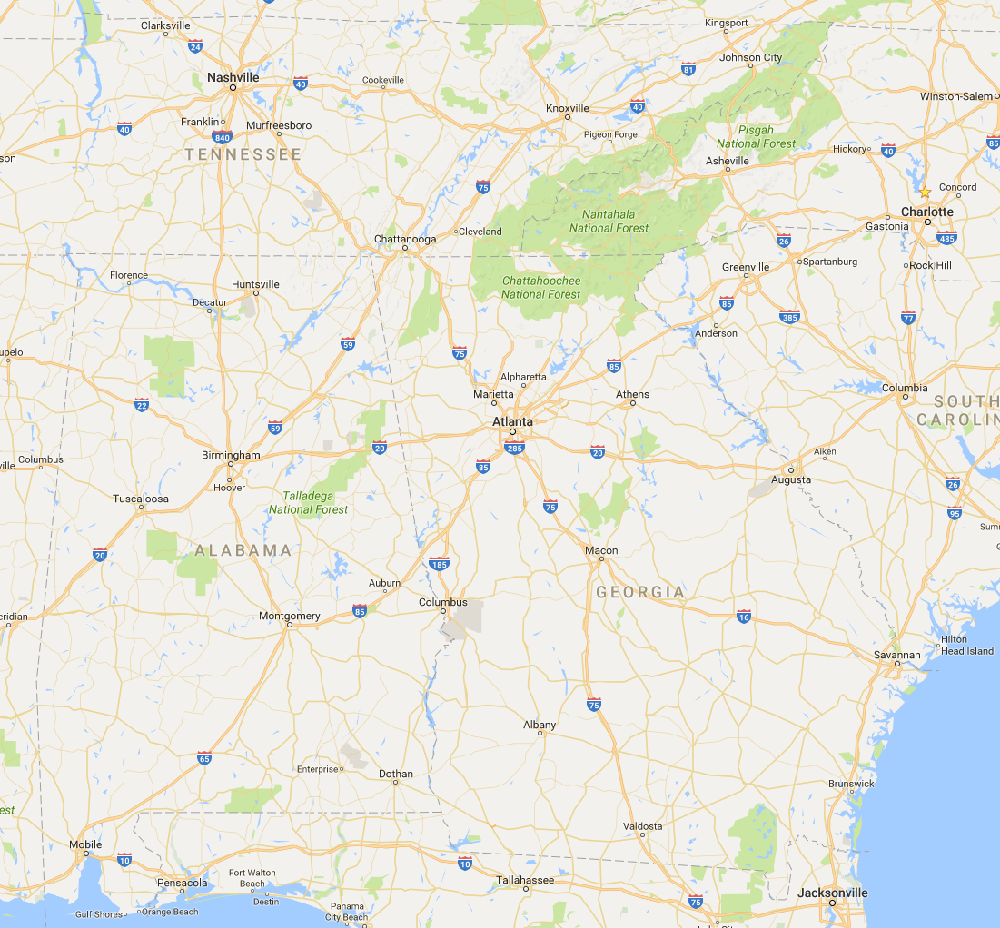 Kingsport
Clarksville
24
Johnson City
81
Nashville
40
Cookeville
Winston-Salem
40
Knoxville
Franklin
Murfreesboro
40
840
Pigeon Forge
Pisgah
National Forest
85
TENNESSEE
Hickory
40
son
Asheville
75
Concord
Nantahala
National Forest
Charlotte
Gastonia
485
Chattanooga
Cleveland
26
Spartanburg
Greenville
Rock Hill
Florence
Huntsville
Chattahoochee
National Forest
Decatur
85
385
77
Anderson
59
75
upelo
85
Alpharetta
Marietta
Athens
Columbia
22
SOUTH
CAROLIN
59
Atlanta
20
285
20
Aiken
Birmingham
ville
Columbus
85
Augusta
Hoover
26
Tuscaloosa
Talladega
National Forest
75
95
Sum
20
ALABAMA
Macon
185
Auburn
GEORGIA
Columbus
85
eridian
Montgomery
16
Hilton
Head Island
Savannah
75
Albany
65
Enterprise
Dothan
Brunswick
est
Valdosta
Mobile
10
10
Fort Walton
Beach
Pensacola
Tallahassee
Destin
Jacksonville
75
Gulf Shores
Orange Beach
Panama
City Beach